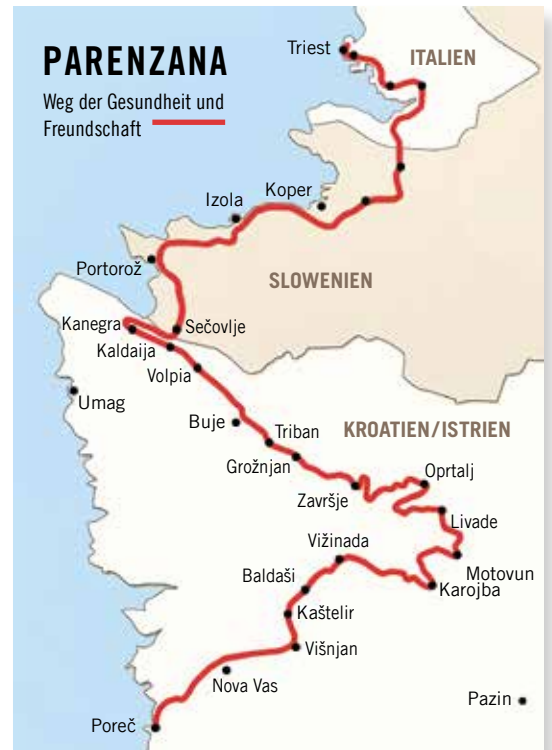 PARENZANA
Weg der Gesundheit und
Freundschaft
Triest
ITALIEN
Koper
Izola
Portorož
SLOWENIEN
Kanegra
Sečovlje
Kaldaija
Volpia
Umag
Buje
Triban
KROATIEN/ISTRIEN
Grožnjan
Oprtalj
Završje
Livade
Vižinada
Motovun
Baldaši
Karojba
Kaštelir
Višnjan
Nova Vas
Pazin
Poreč